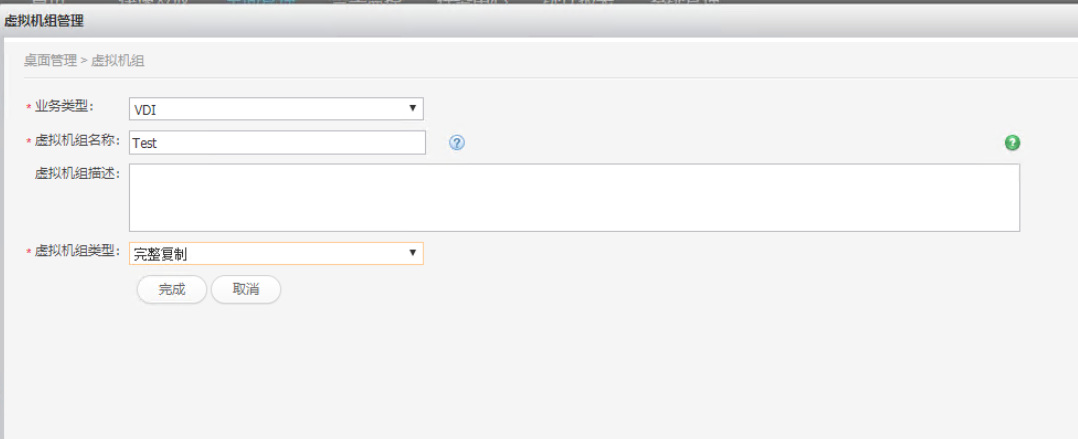 虚拟机组管理
桌面管理 > 虚拟机组
* 业务类型: VDI
* 虚拟机组名称: Test
虚拟机组描述:
* 虚拟机组类型: 完整复制
完成 取消